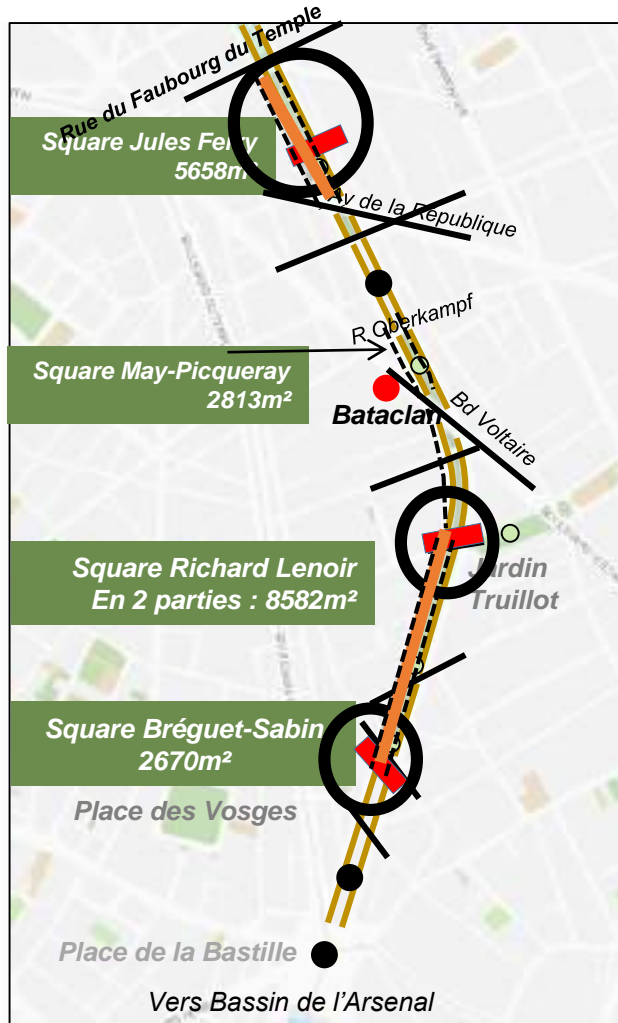 Rue du Faubourg du Temple
Square Jules Ferry
5658m²
Av de la République
R Oberkampf
Square May-Picqueray
2813m²
Bataclan
Bd Voltaire
Square Richard Lenoir
En 2 parties : 8582m²
Jardin
Truillot
Square Bréguet-Sabin
2670m²
Place des Vosges
Place de la Bastille
Vers Bassin de l’Arsenal